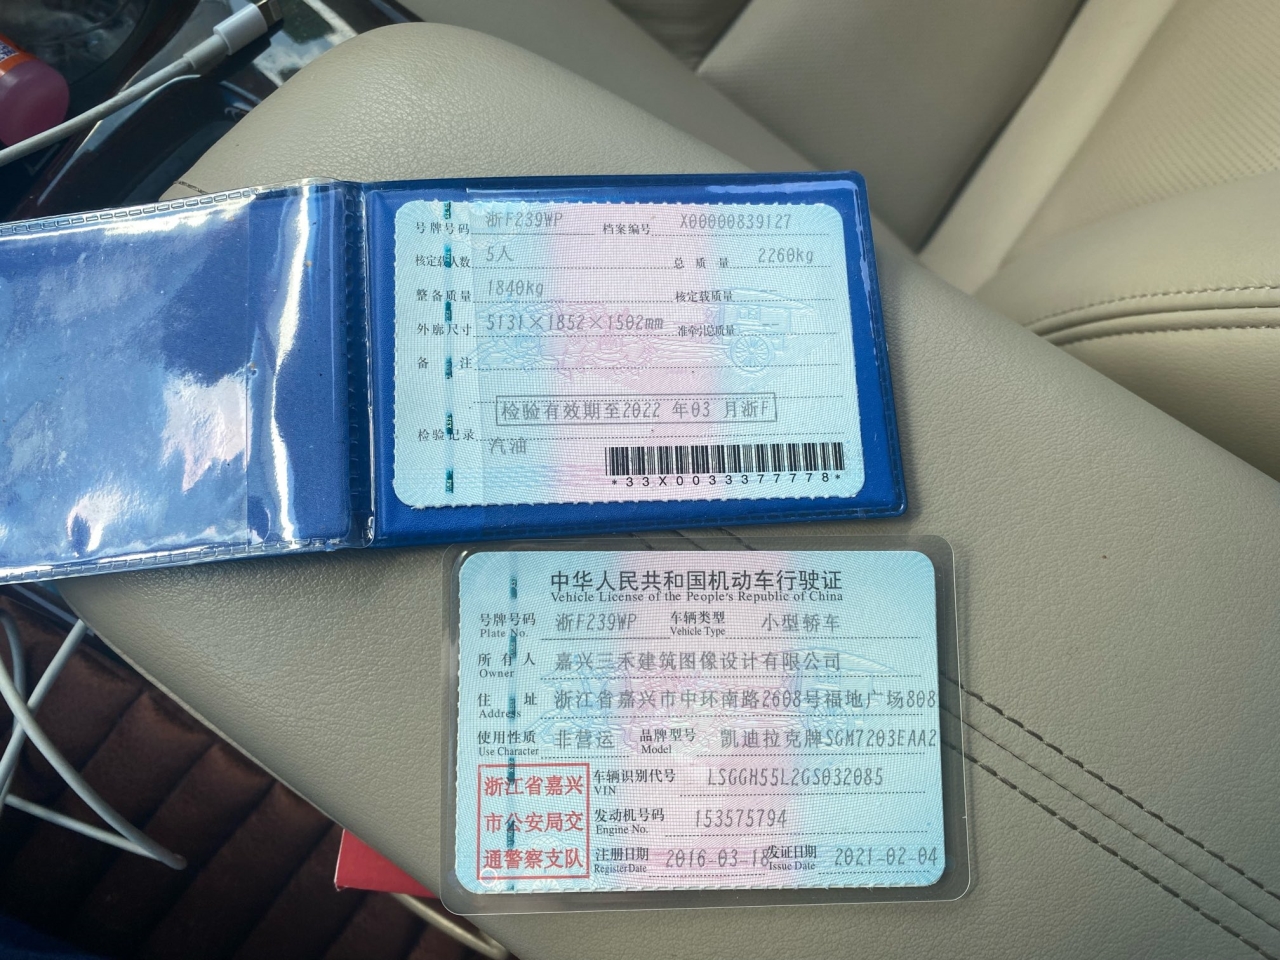 号牌号码 浙F239WP 档案编号 X00000839127
核定载人数 5人 总质量 2260kg
整备质量 1840kg 核定载质量 --
外廓尺寸 5131×1852×1502mm 准牵引总质量 --
备注
检验有效期至2022年03月浙F
检验记录
汽油
*33X0033377778*
中华人民共和国机动车行驶证
Vehicle License of the People's Republic of China
号牌号码 浙F239WP 车辆类型 小型轿车
Plate No. Vehicle Type
所有人 嘉兴三禾建筑图像设计有限公司
Owner
住址 浙江省嘉兴市中环南路2608号福地广场808
Address
使用性质 非营运 品牌型号 凯迪拉克牌SGM7203EAA2
Use Character Model
浙江省嘉兴
市公安局交
通警察支队
车辆识别代号 LSGGH55L2GS032085
VIN
发动机号码 153575794
Engine No.
注册日期 2016-03-18 发证日期 2021-02-04
Register Date Issue Date